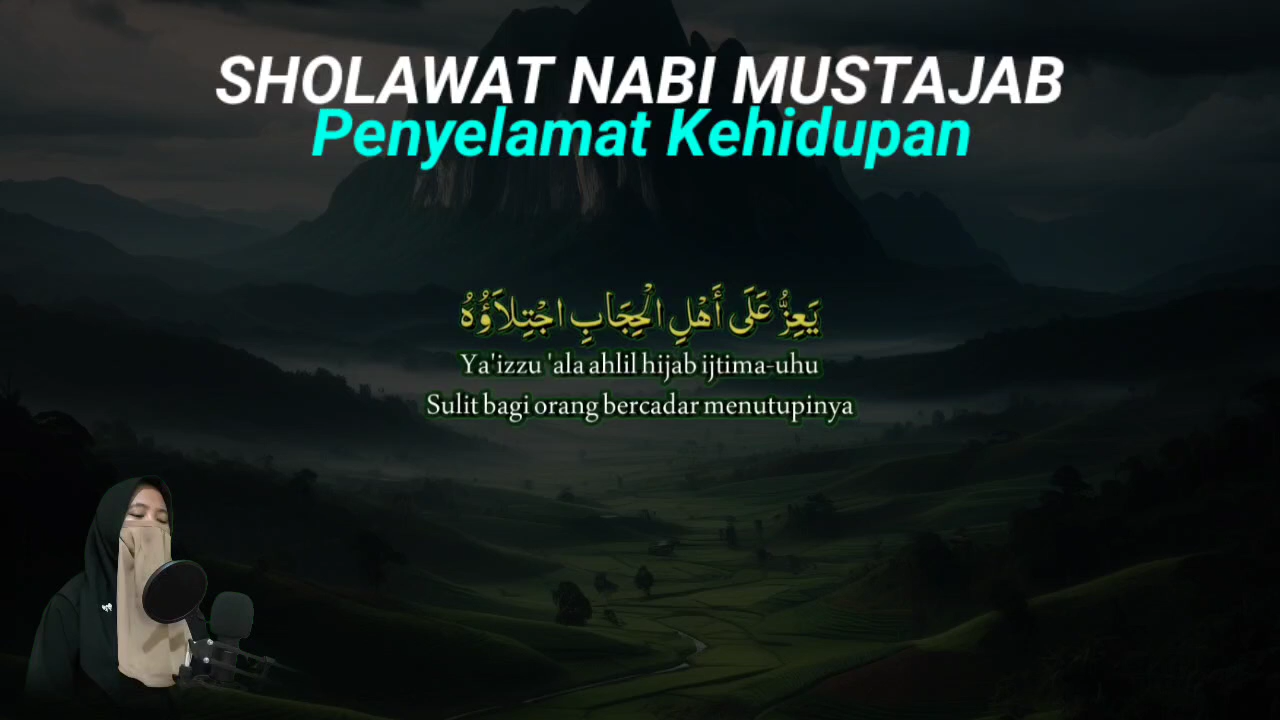 SHOLAWAT NABI MUSTAJAB
Penyelamat Kehidupan
يَعِزُّ عَلَى أَهْلِ الْحِجَابِ اجْتِلاَؤُهُ
Ya'izzu 'ala ahlil hijab ijtima-uhu
Sulit bagi orang bercadar menutupinya